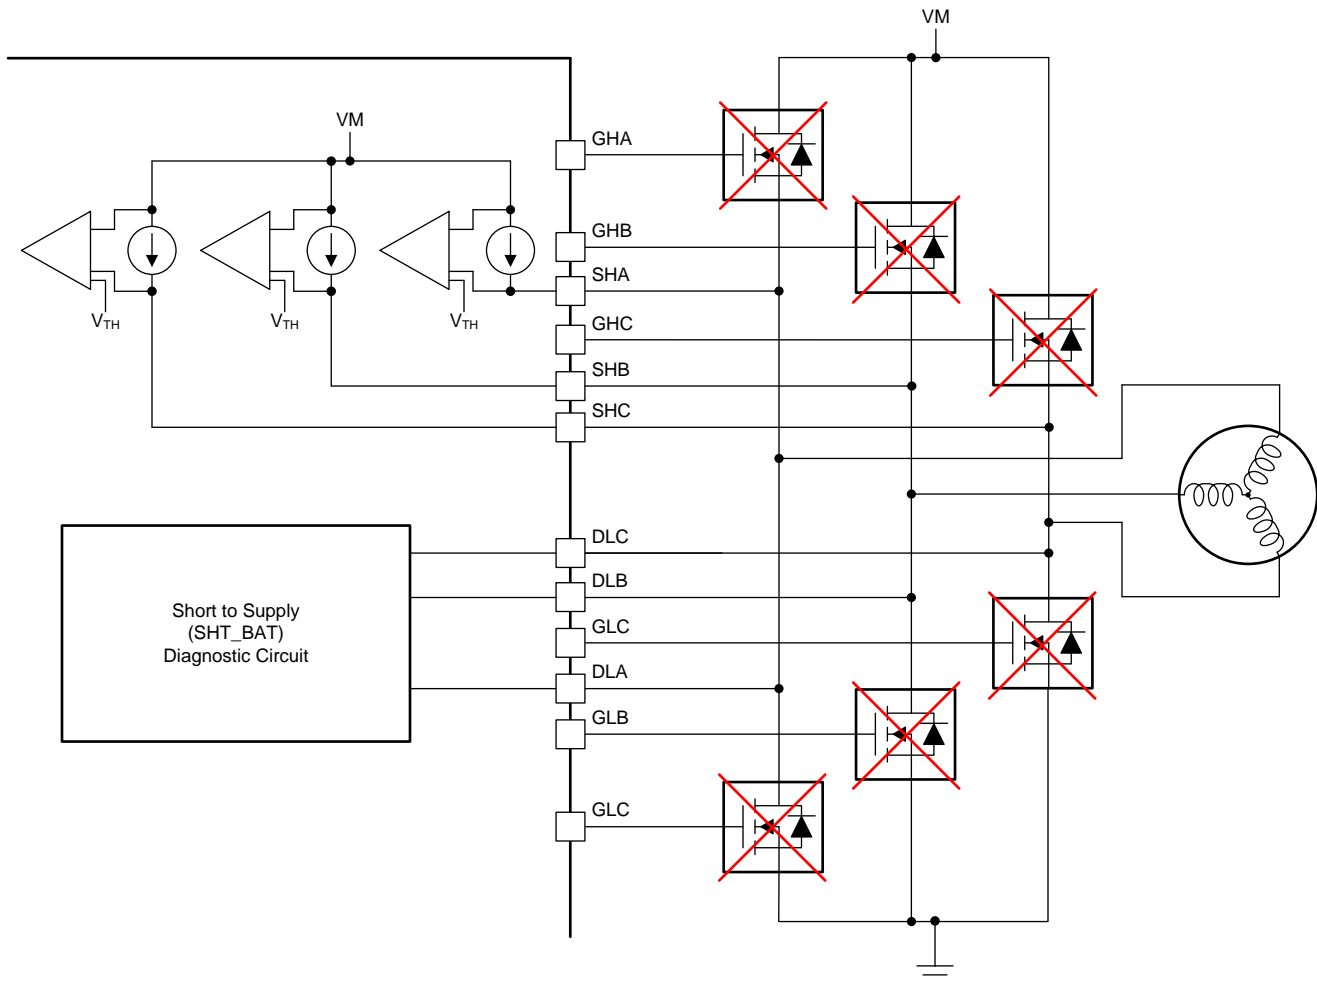 VM
VM
GHA
GHB
SHA
GHC
SHB
SHC
VTH
VTH
VTH
DLC
DLB
GLC
DLA
GLB
GLC
Short to Supply
(SHT_BAT)
Diagnostic Circuit